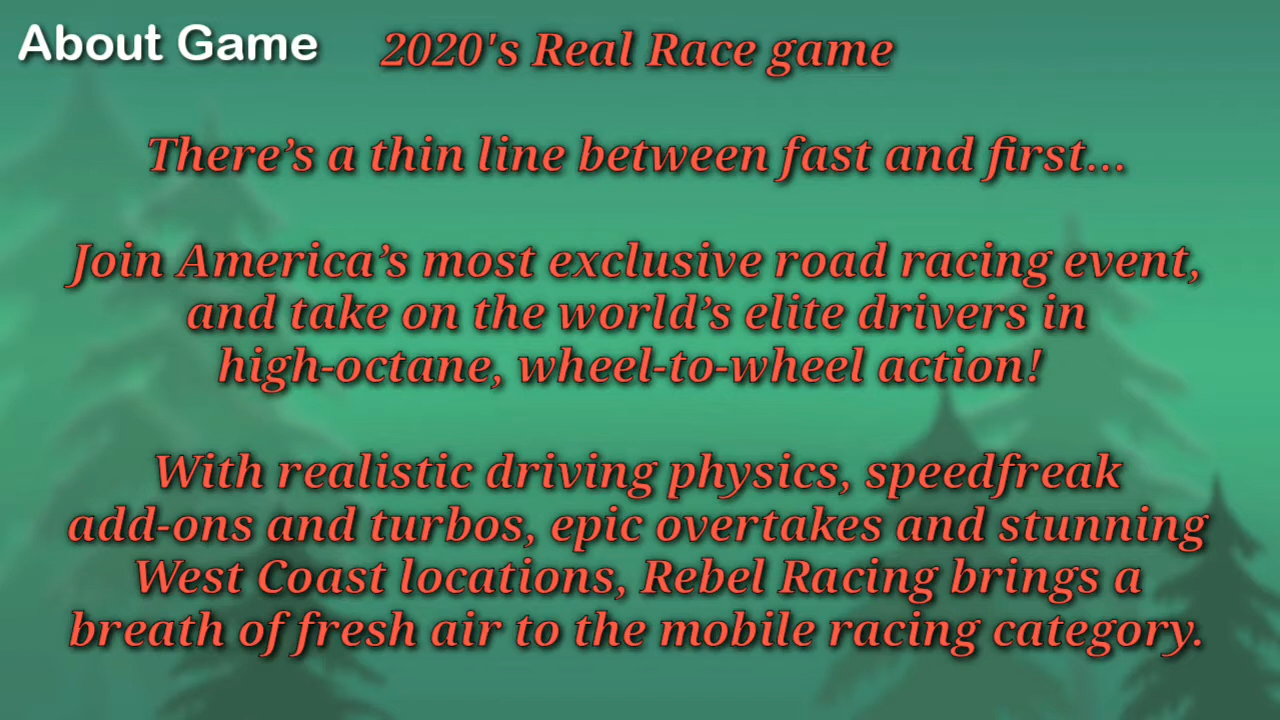 About Game
2020's Real Race game
There’s a thin line between fast and first...
Join America’s most exclusive road racing event,
and take on the world’s elite drivers in
high-octane, wheel-to-wheel action!
With realistic driving physics, speedfreak
add-ons and turbos, epic overtakes and stunning
West Coast locations, Rebel Racing brings a
breath of fresh air to the mobile racing category.